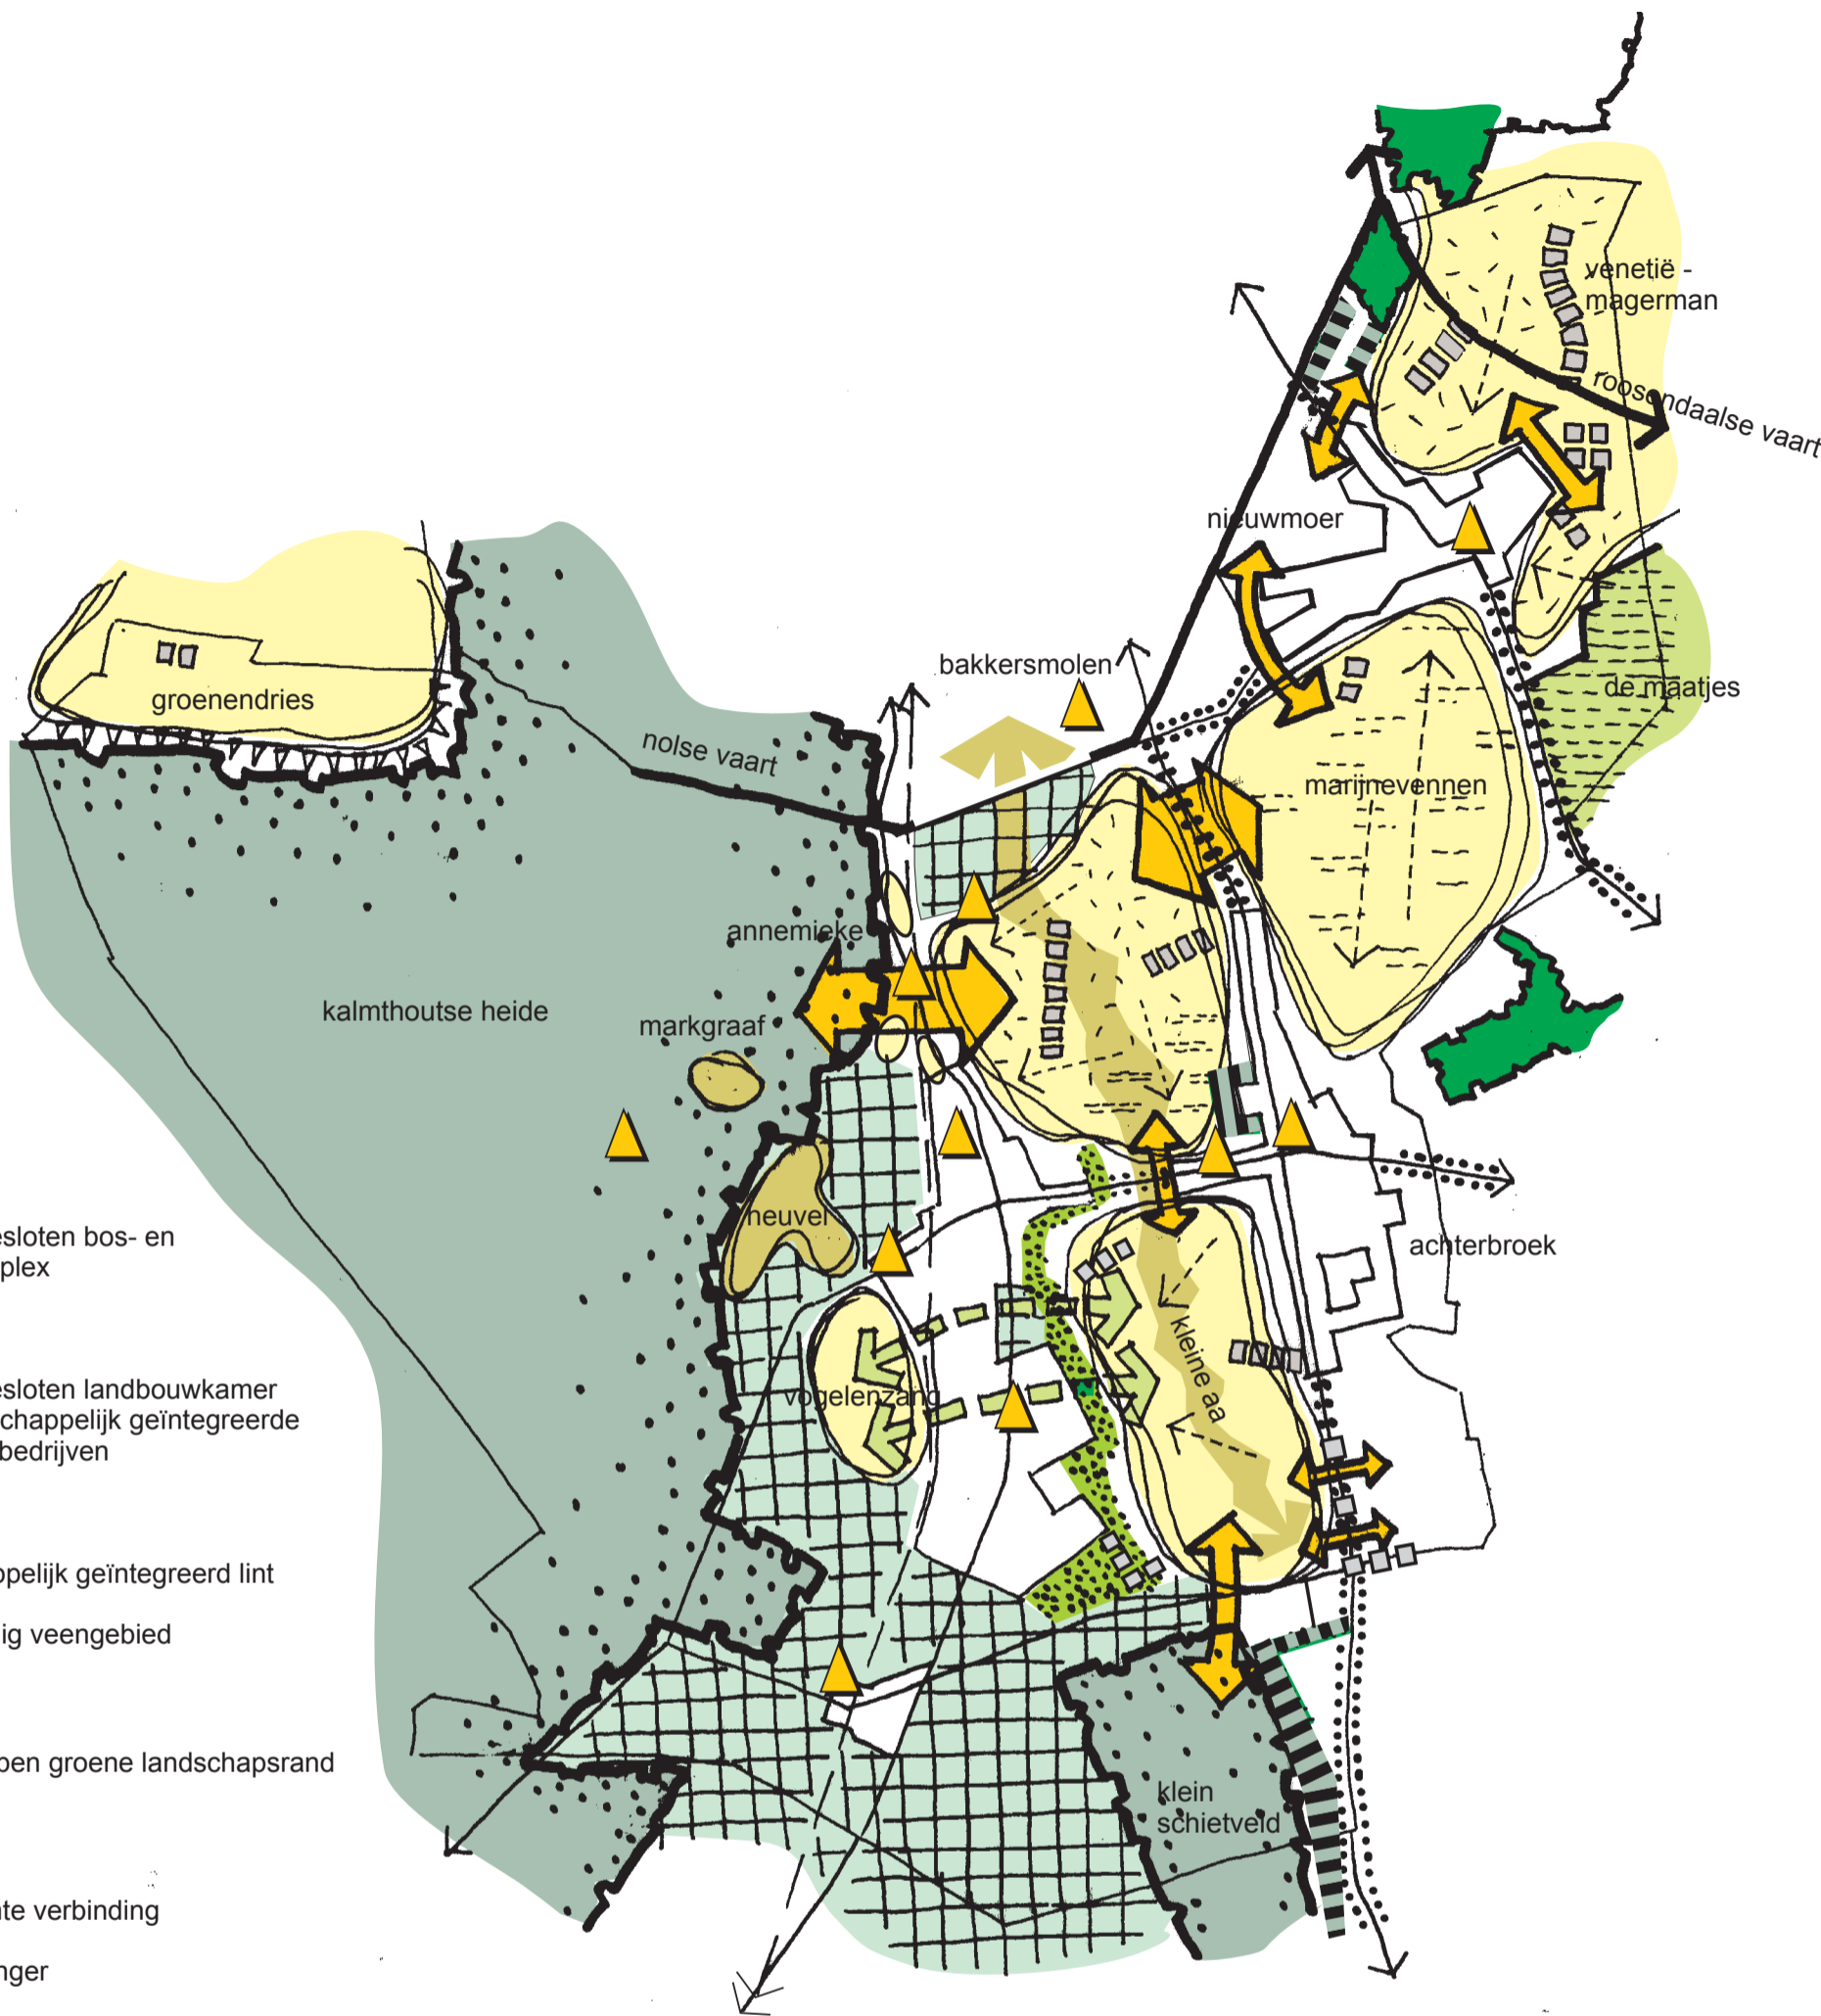 venetië -
magerman
roosendaalse vaart
nieuwmoer
bakkersmolen
de maatjes
groenendries
nolse vaart
marijnevennen
annemieke
kalmthoutse heide
markgraaf
heuvel
achterbroek
kleine aa
vogelenzang
klein
schietveld
esloten bos- en
plex
esloten landbouwkamer
schappelijk geïntegreerde
bedrijven
ppelijk geïntegreerd lint
ig veengebied
pen groene landschapsrand
te verbinding
nger